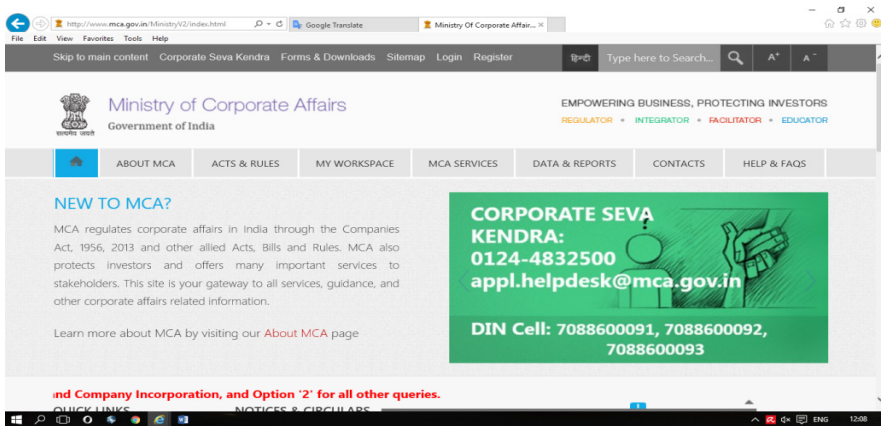 http://www.mca.gov.in/MinistryV2/index.html
Google Translate
Ministry Of Corporate Affair...
File Edit View Favorites Tools Help
Skip to main content Corporate Seva Kendra Forms & Downloads Sitemap Login Register हिन्दी Type here to Search... A+ A-
Ministry of Corporate Affairs
Government of India
सत्यमेव जयते
EMPOWERING BUSINESS, PROTECTING INVESTORS
REGULATOR • INTEGRATOR • FACILITATOR • EDUCATOR
ABOUT MCA ACTS & RULES MY WORKSPACE MCA SERVICES DATA & REPORTS CONTACTS HELP & FAQS
NEW TO MCA?
MCA regulates corporate affairs in India through the Companies
Act, 1956, 2013 and other allied Acts, Bills and Rules. MCA also
protects investors and offers many important services to
stakeholders. This site is your gateway to all services, guidance, and
other corporate affairs related information.
Learn more about MCA by visiting our About MCA page
CORPORATE SEVA
KENDRA:
0124-4832500
appl.helpdesk@mca.gov.in
DIN Cell: 7088600091, 7088600092,
7088600093
and Company Incorporation, and Option '2' for all other queries.
QUICK LINKS NOTICES & CIRCULARS
ENG 12:08